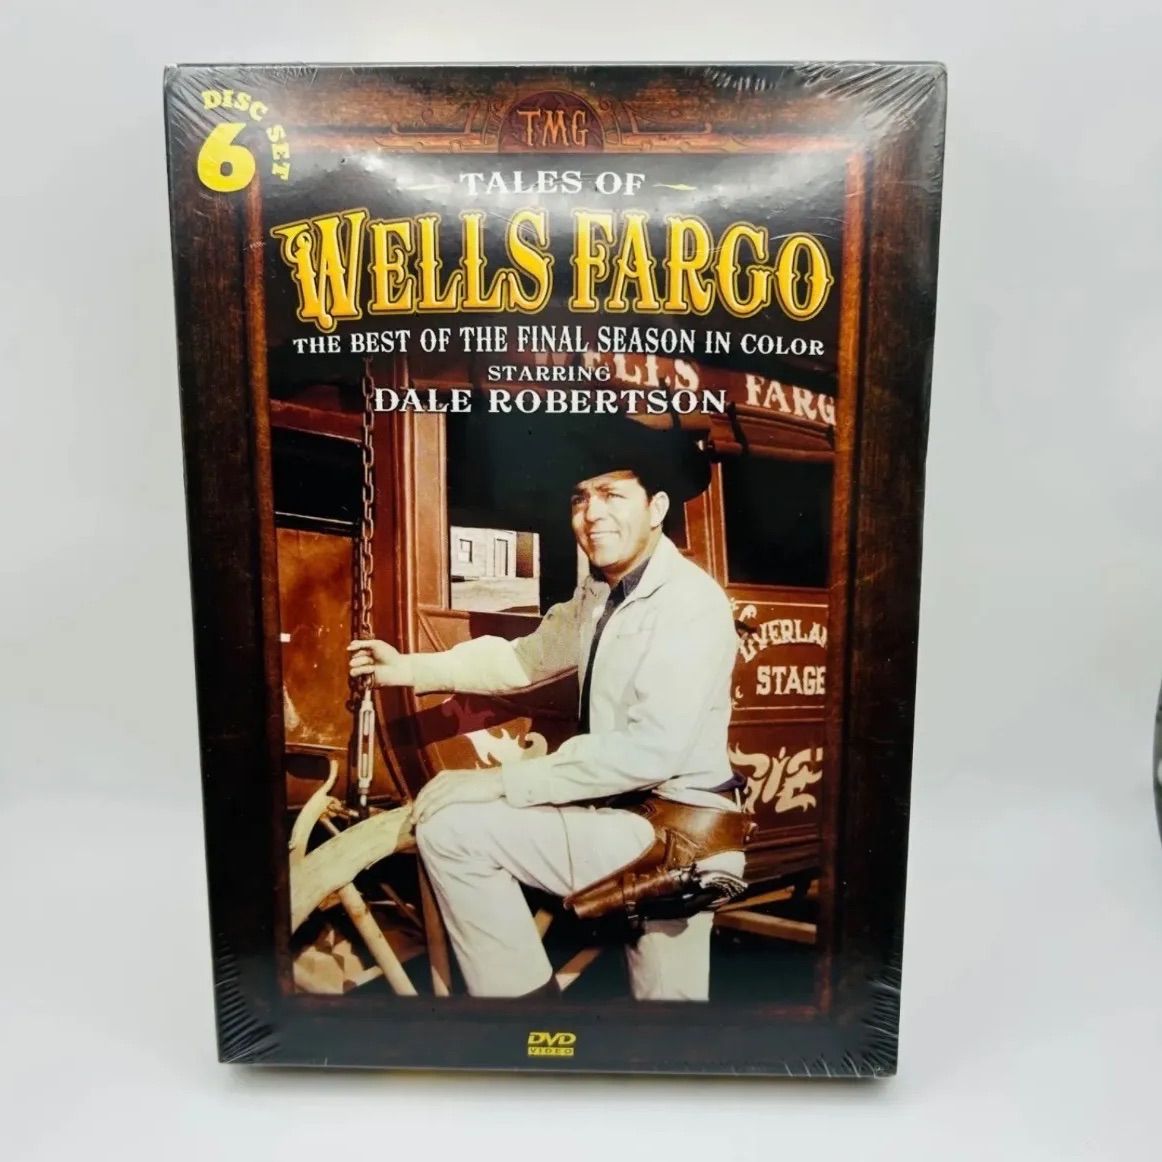 DISC SET
6
TMG
TALES OF
WELLS FARGO
THE BEST OF THE FINAL SEASON IN COLOR
STARRING
DALE ROBERTSON
WELLS FARG
OVERLA
STAGE
DVD
VIDEO